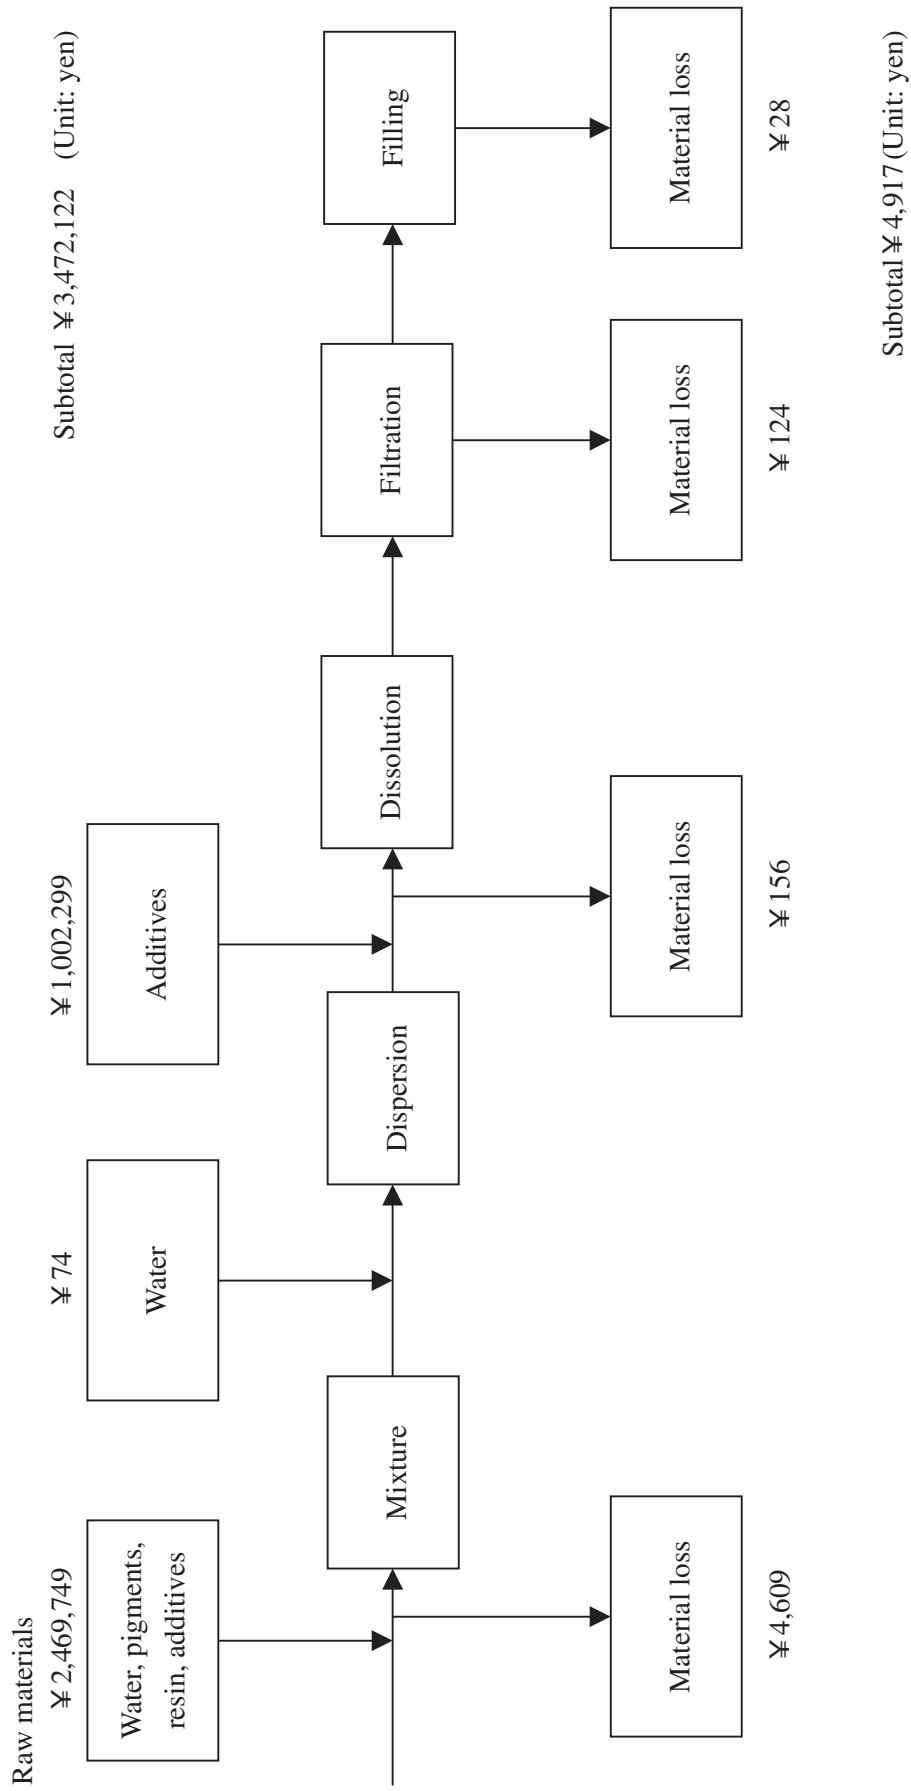 Raw materials
Subtotal ¥3,472,122 (Unit: yen)
¥2,469,749
¥74
¥1,002,299
Water, pigments,
resin, additives
Water
Additives
Mixture
Dispersion
Dissolution
Filtration
Filling
Material loss
Material loss
Material loss
Material loss
¥4,609
¥156
¥124
¥28
Subtotal ¥4,917 (Unit: yen)